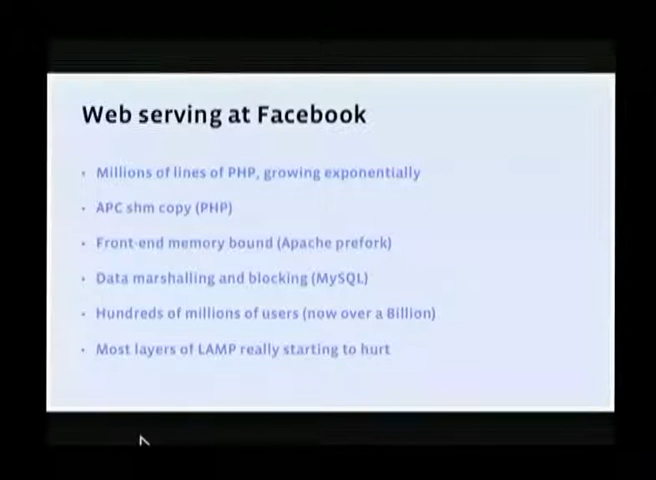 Web serving at Facebook
• Millions of lines of PHP, growing exponentially
• APC shm copy (PHP)
• Front-end memory bound (Apache prefork)
• Data marshalling and blocking (MySQL)
• Hundreds of millions of users (now over a Billion)
• Most layers of LAMP really starting to hurt